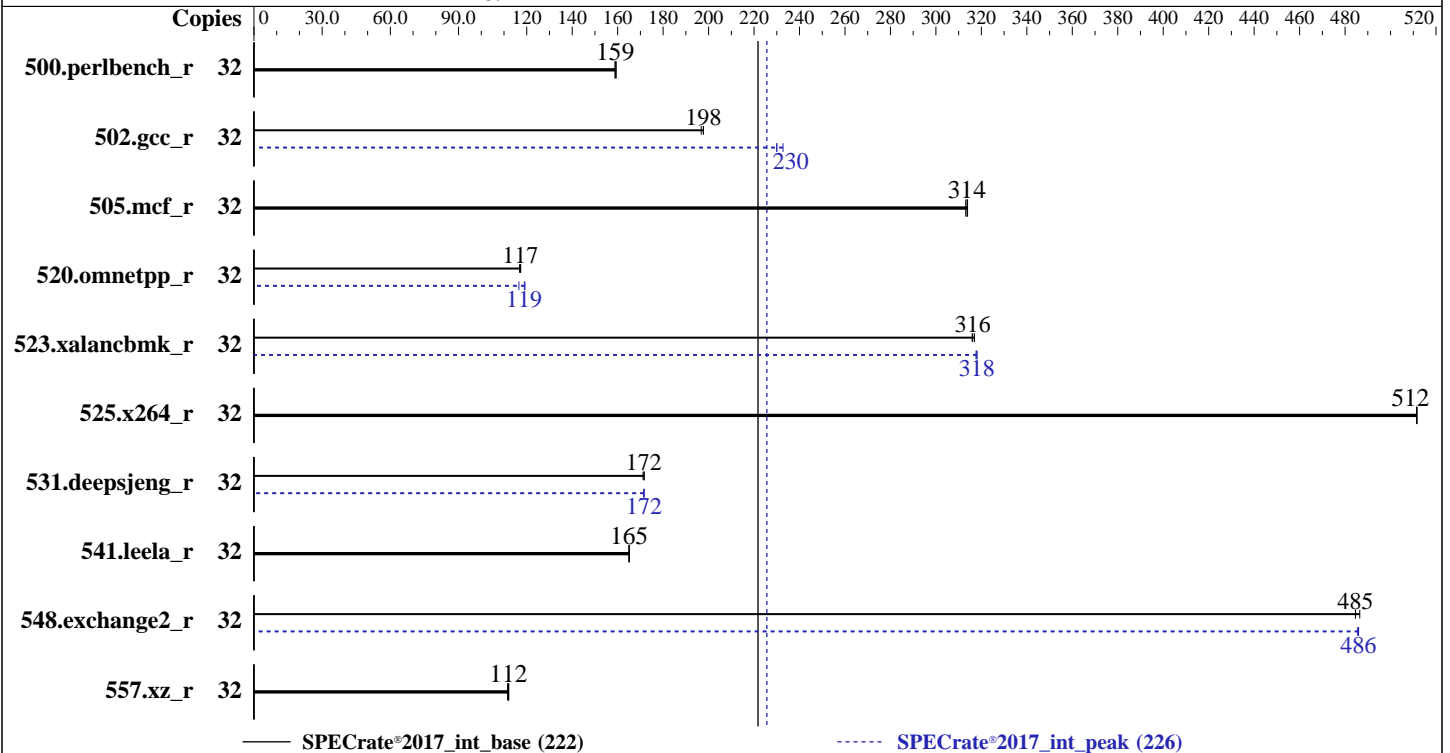 Copies 0 30.0 60.0 90.0 120 140 160 180 200 220 240 260 280 300 320 340 360 380 400 420 440 460 480 520
159
500.perlbench_r 32
198
502.gcc_r 32
230
314
505.mcf_r 32
117
520.omnetpp_r 32
119
316
523.xalancbmk_r 32
318
512
525.x264_r 32
172
531.deepsjeng_r 32
172
165
541.leela_r 32
485
548.exchange2_r 32
486
112
557.xz_r 32
SPECrate®2017_int_base (222) SPECrate®2017_int_peak (226)